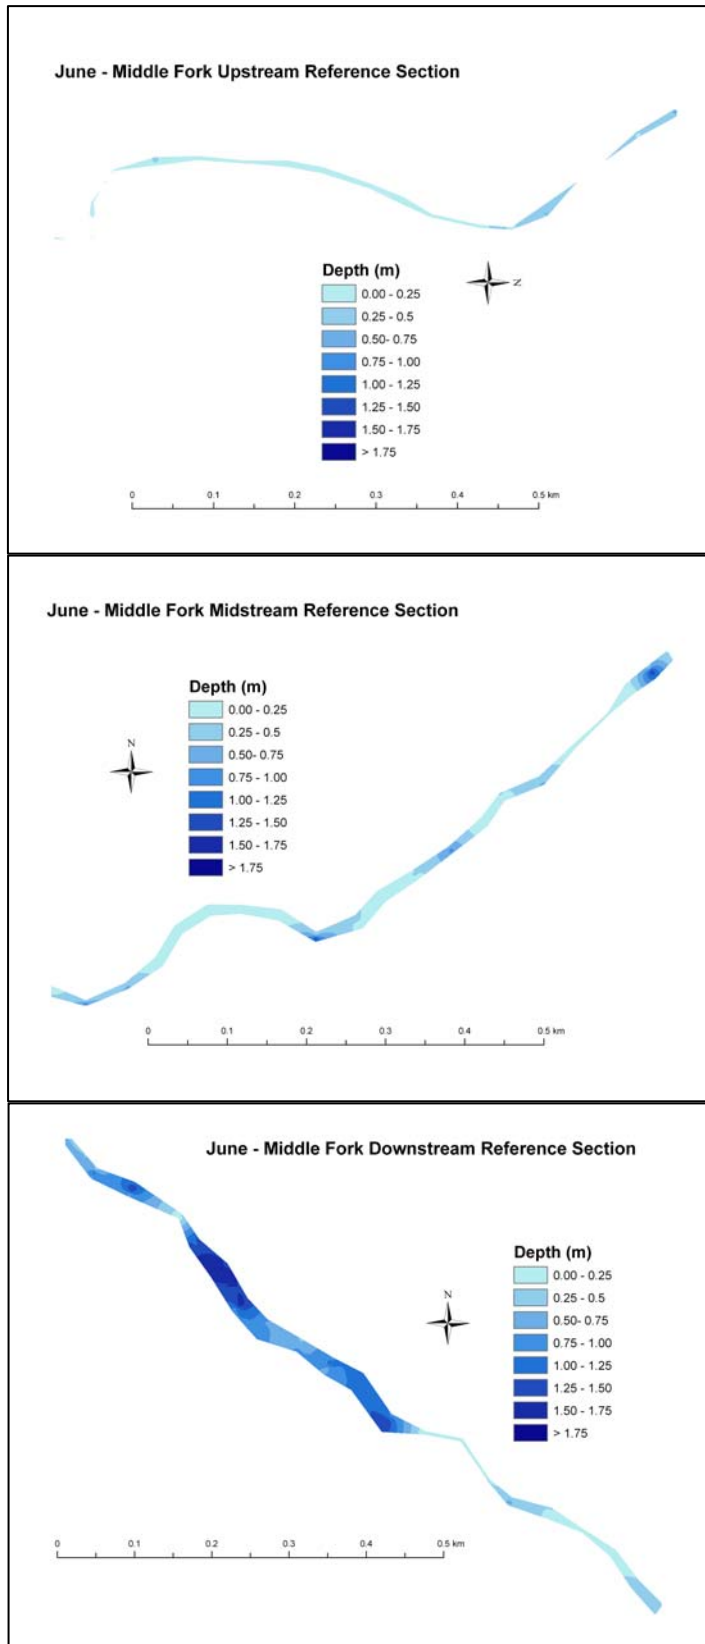 June - Middle Fork Upstream Reference Section
Depth (m)
0.00 - 0.25
0.25 - 0.5
0.50- 0.75
0.75 - 1.00
1.00 - 1.25
1.25 - 1.50
1.50 - 1.75
> 1.75
N
0 0.1 0.2 0.3 0.4 0.5 km
June - Middle Fork Midstream Reference Section
Depth (m)
0.00 - 0.25
0.25 - 0.5
0.50- 0.75
0.75 - 1.00
1.00 - 1.25
1.25 - 1.50
1.50 - 1.75
> 1.75
N
0 0.1 0.2 0.3 0.4 0.5 km
June - Middle Fork Downstream Reference Section
Depth (m)
0.00 - 0.25
0.25 - 0.5
0.50- 0.75
0.75 - 1.00
1.00 - 1.25
1.25 - 1.50
1.50 - 1.75
> 1.75
N
0 0.1 0.2 0.3 0.4 0.5 km